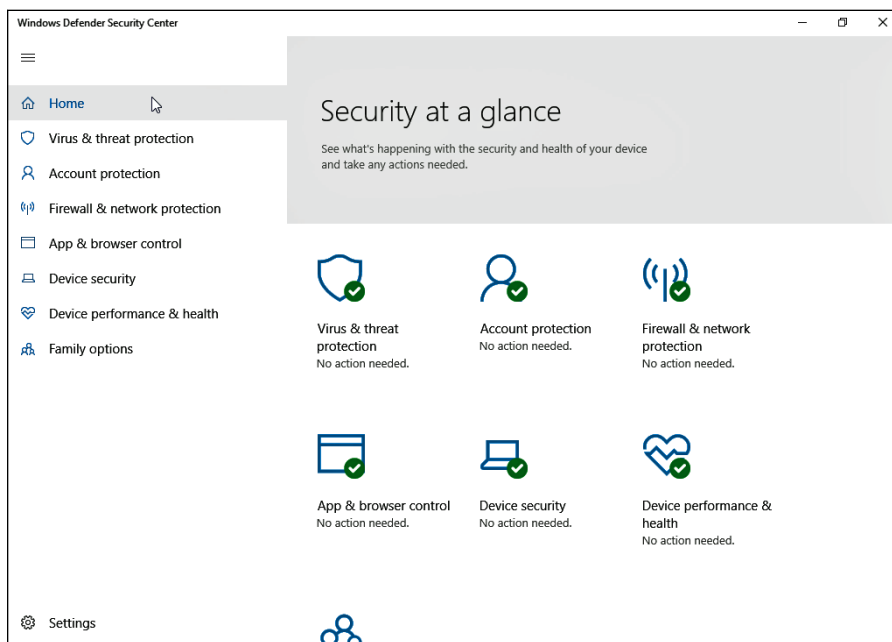 Windows Defender Security Center
Home
Virus & threat protection
Account protection
Firewall & network protection
App & browser control
Device security
Device performance & health
Family options
Settings
Security at a glance
See what's happening with the security and health of your device
and take any actions needed.
Virus & threat
protection
No action needed.
Account protection
No action needed.
Firewall & network
protection
No action needed.
App & browser control
No action needed.
Device security
No action needed.
Device performance &
health
No action needed.